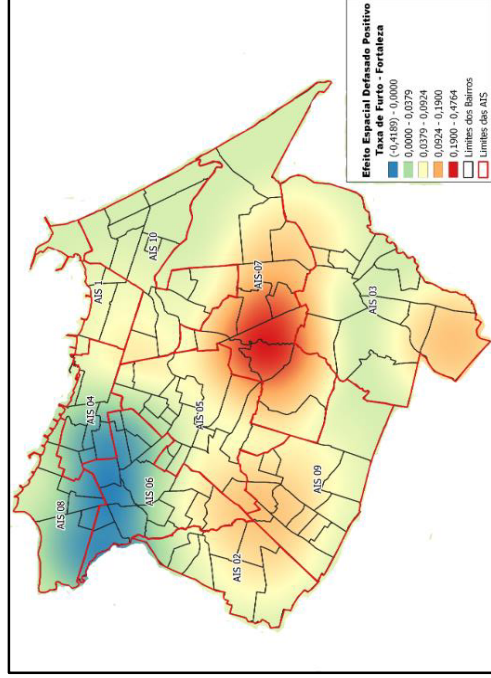 AIS 1
AIS 10
AIS 04
AIS 08
AIS 06
AIS 05
AIS 07
AIS 03
AIS 02
AIS 09
Efeito Espacial Defasado Positivo
Taxa de Furto - Fortaleza
(-0,4189) - 0,0000
0,0000 - 0,0379
0,0379 - 0,0924
0,0924 - 0,1900
0,1900 - 0,4764
Limites dos Bairros
Limites das AIS